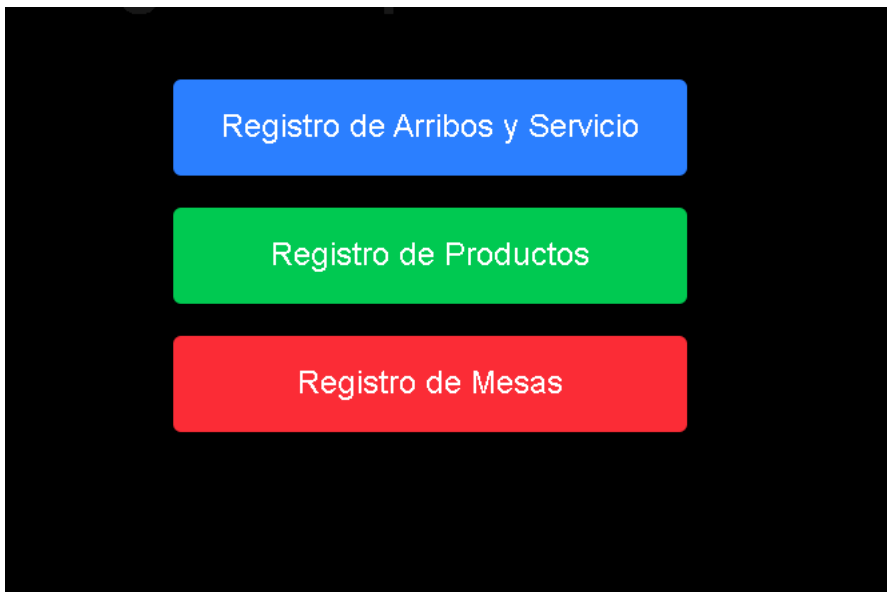 Registro de Arribos y Servicio
Registro de Productos
Registro de Mesas